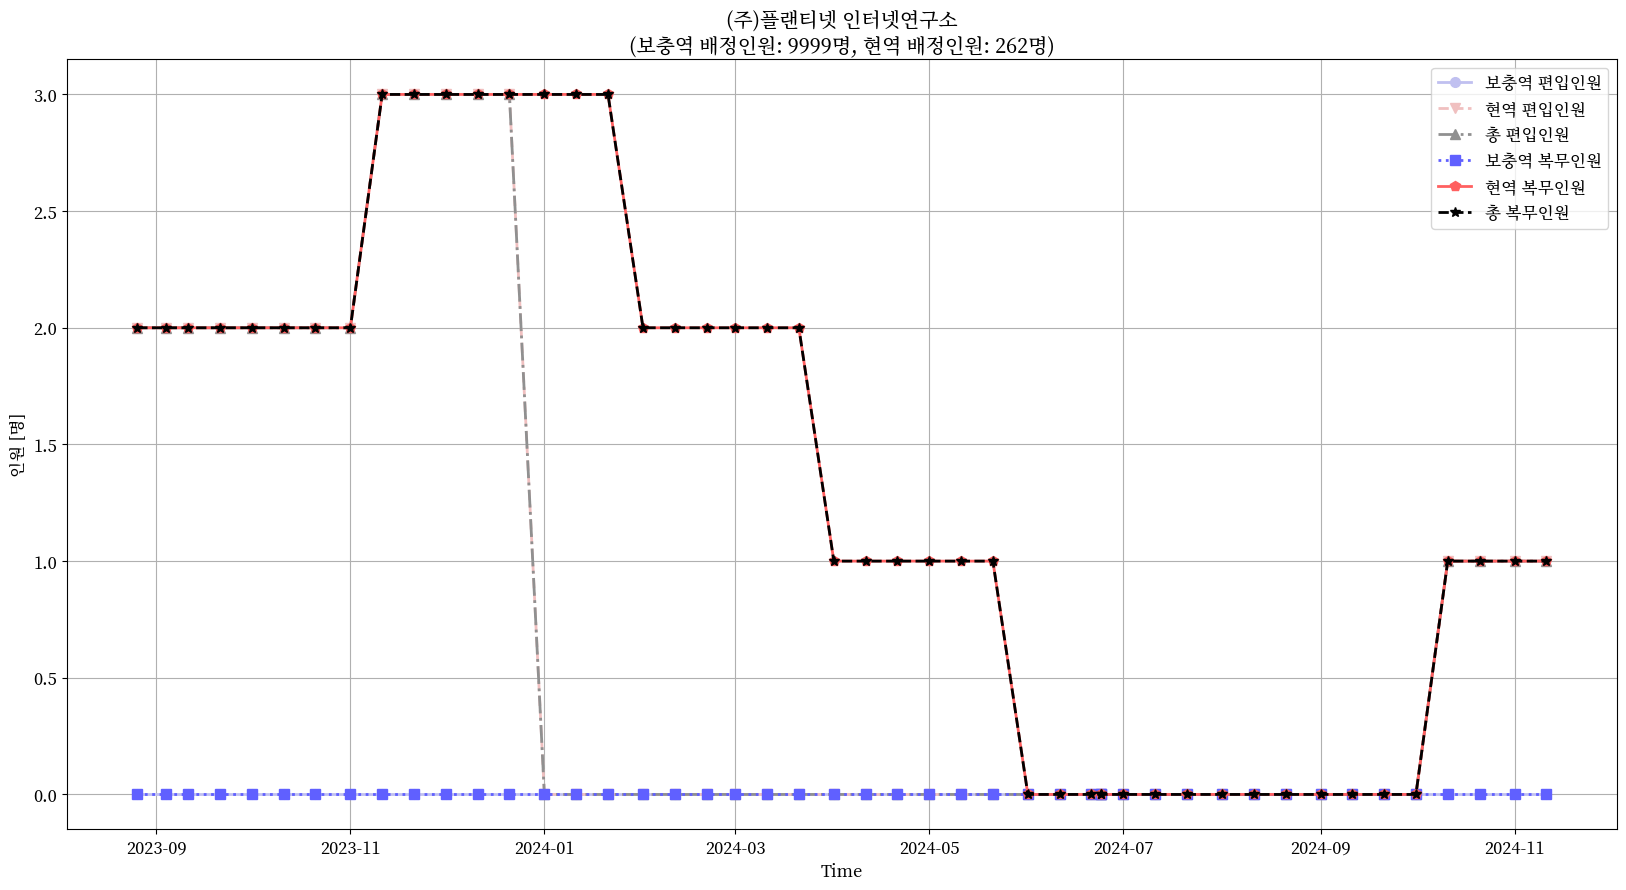 (주)플랜티넷 인터넷연구소
(보충역 배정인원: 9999명, 현역 배정인원: 262명)
보충역 편입인원
현역 편입인원
총 편입인원
보충역 복무인원
현역 복무인원
총 복무인원
인원 [명]
3.0
2.5
2.0
1.5
1.0
0.5
0.0
2023-09
2023-11
2024-01
2024-03
2024-05
2024-07
2024-09
2024-11
Time